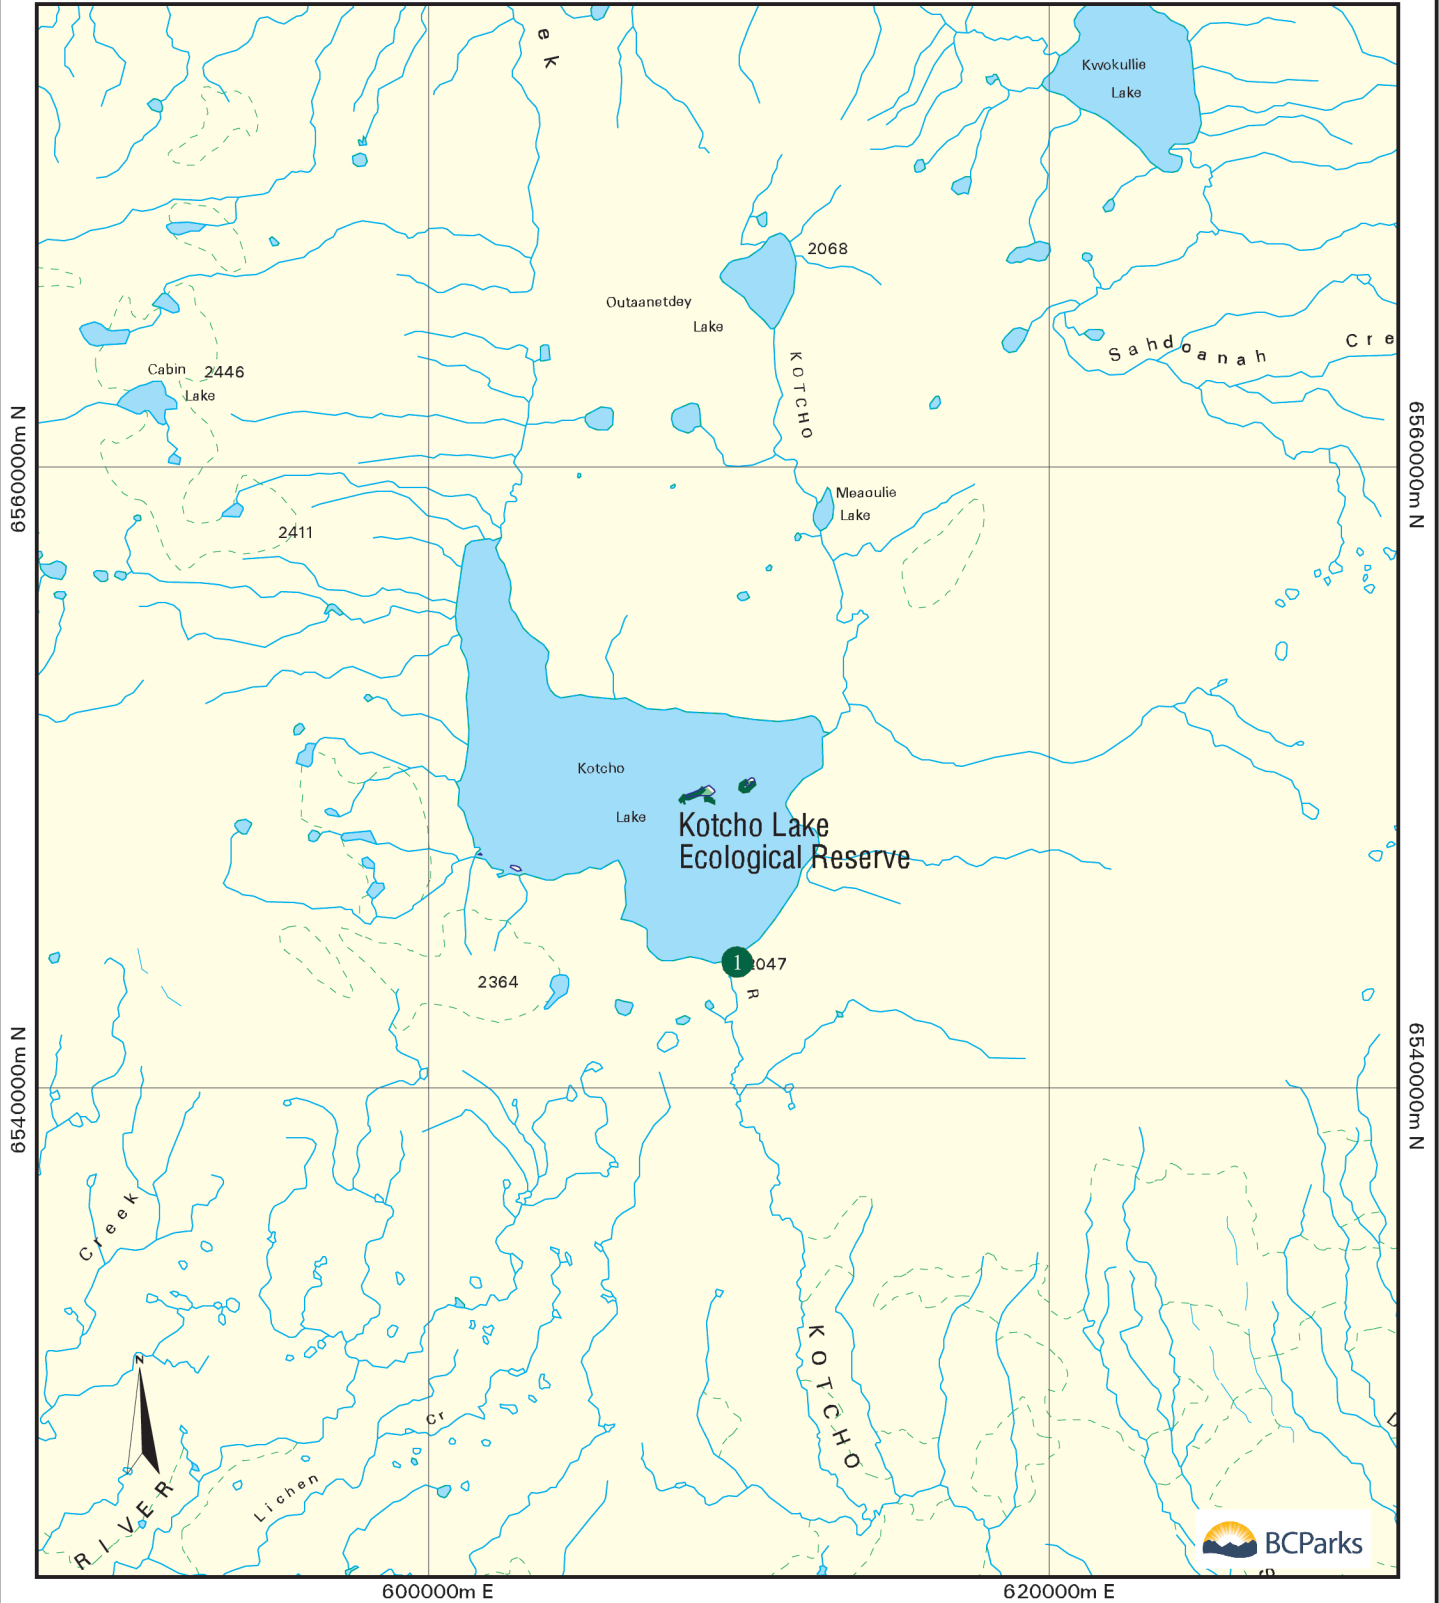 e k
Kwokullie
Lake
2068
Outaanetdey
Lake
KOTCHO
Sahdoanah
Cre
Cabin
2446
Lake
6560000m N
6560000m N
Meaoulie
Lake
2411
Kotcho
Lake
Kotcho Lake
Ecological Reserve
1
2047
R
2364
6540000m N
6540000m N
Creek
N
KOTCHO
Cr
Lichen
RIVER
D
BCParks
600000m E
620000m E